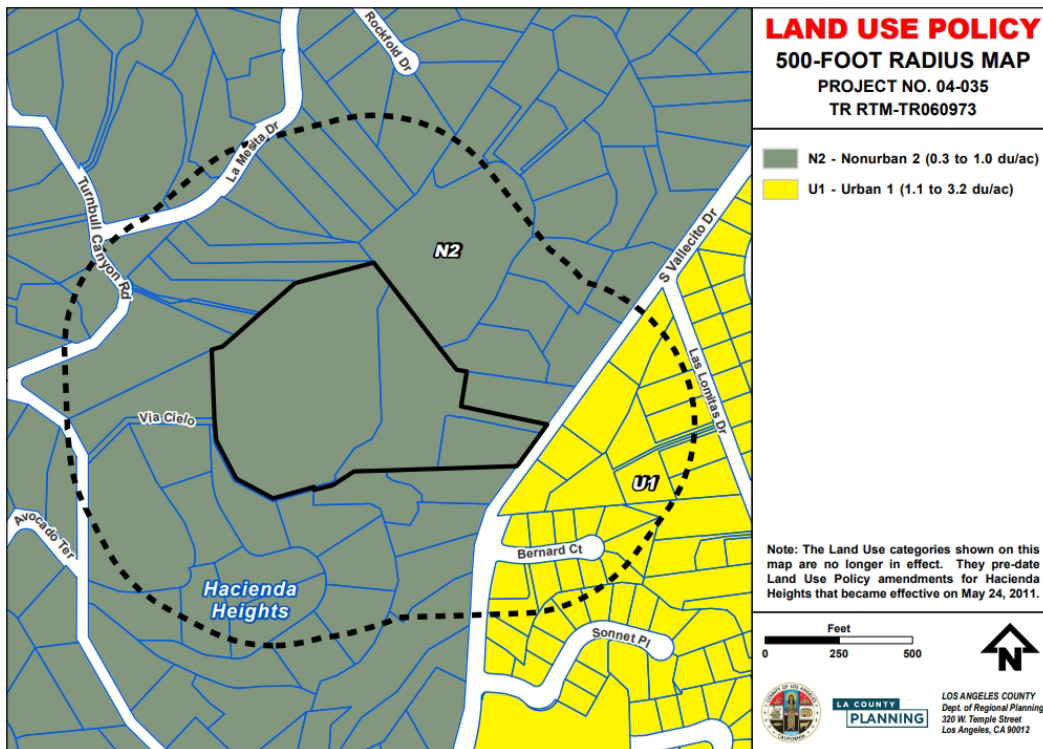 LAND USE POLICY
500-FOOT RADIUS MAP
PROJECT NO. 04-035
TR RTM-TR060973
N2 - Nonurban 2 (0.3 to 1.0 du/ac)
U1 - Urban 1 (1.1 to 3.2 du/ac)
Rockfold Dr
La Mesita Dr
Turnbull Canyon Rd
N2
S Vallecito Dr
Las Lomitas Dr
Via Cielo
U1
Avocado Ter
Bernard Ct
Hacienda
Heights
Sonnet Pl
Note: The Land Use categories shown on this
map are no longer in effect. They pre-date
Land Use Policy amendments for Hacienda
Heights that became effective on May 24, 2011.
Feet
0 250 500
N
COUNTY OF LOS ANGELES
CALIFORNIA
LA COUNTY
PLANNING
LOS ANGELES COUNTY
Dept. of Regional Planning
320 W. Temple Street
Los Angeles, CA 90012